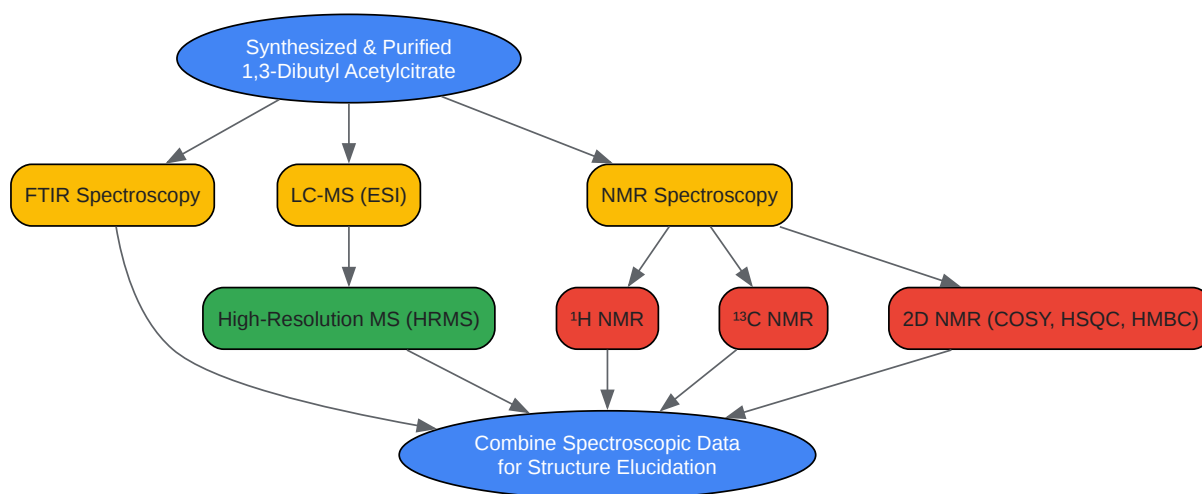 Synthesized & Purified
1,3-Dibutyl Acetylcitrate
FTIR Spectroscopy
LC-MS (ESI)
NMR Spectroscopy
High-Resolution MS (HRMS)
¹H NMR
¹³C NMR
2D NMR (COSY, HSQC, HMBC)
Combine Spectroscopic Data
for Structure Elucidation